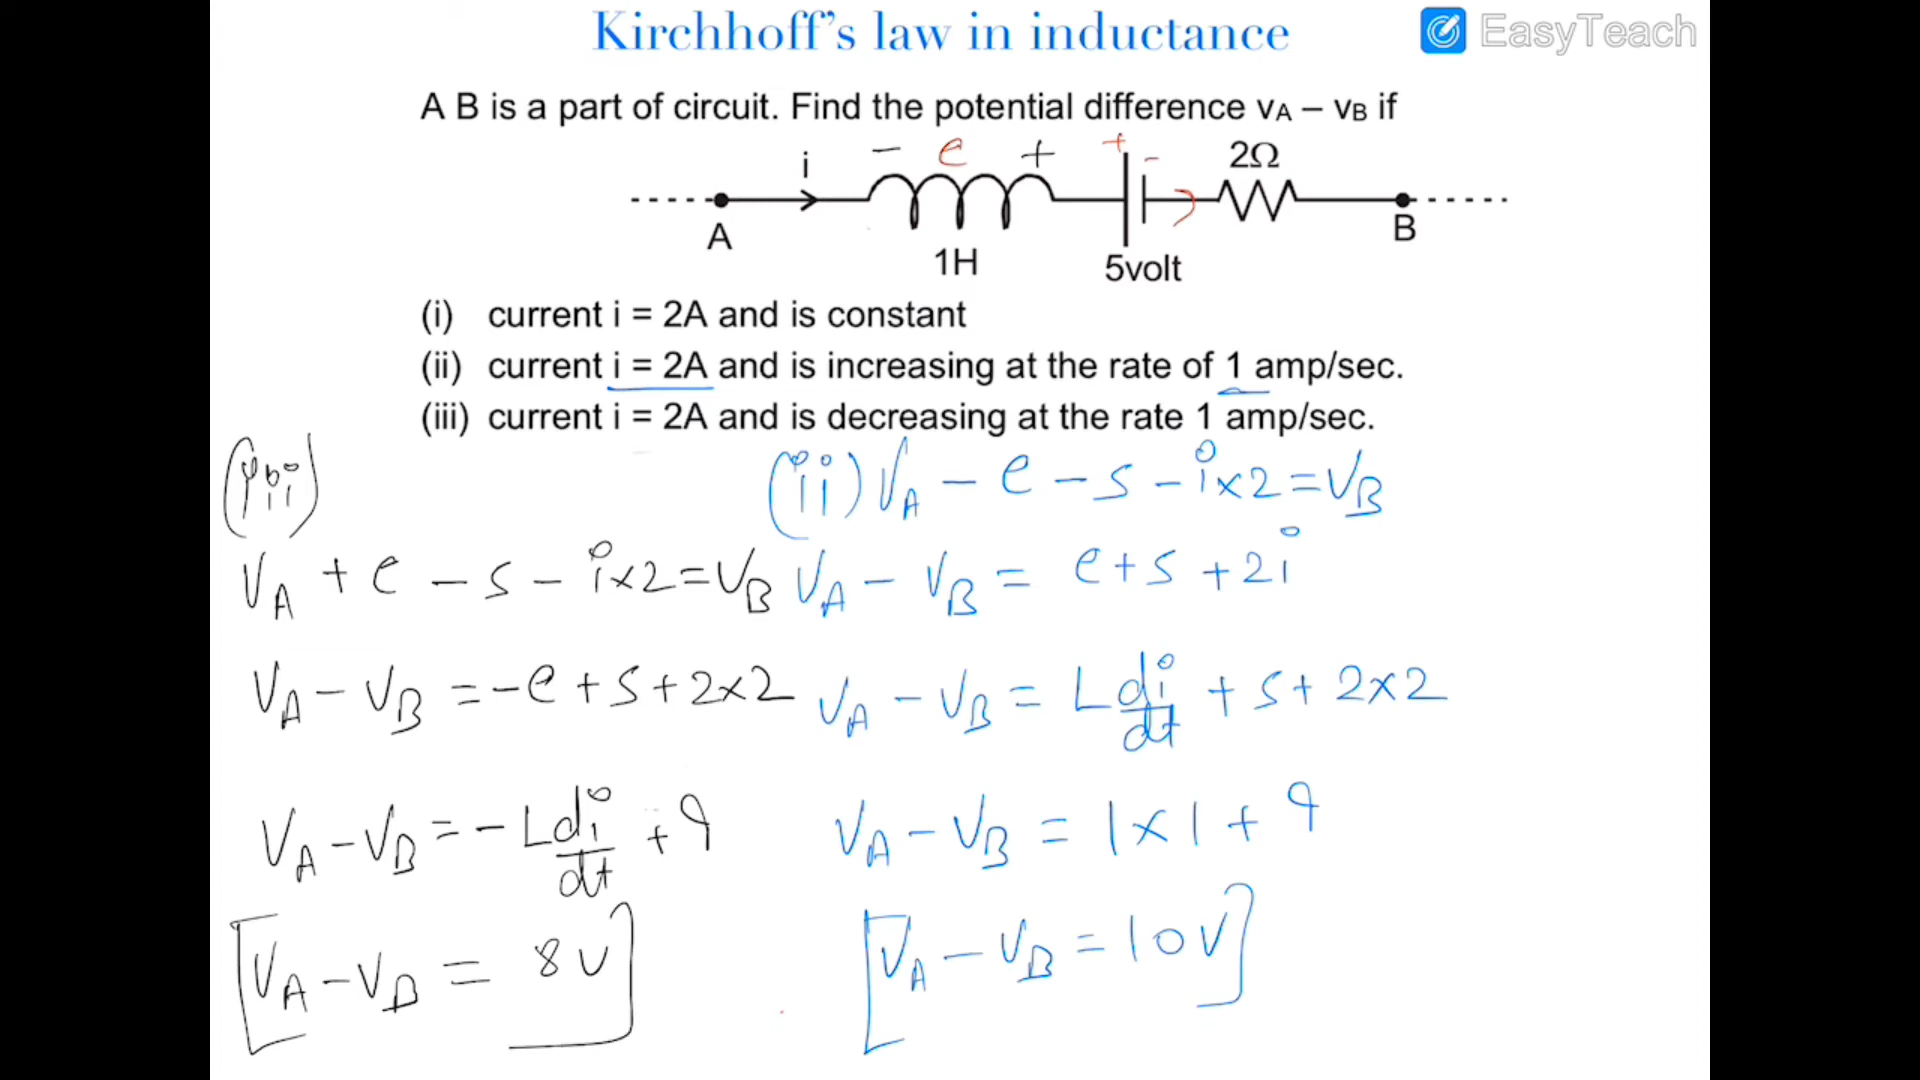 Kirchhoff's law in inductance
EasyTeach
A B is a part of circuit. Find the potential difference vA – vB if
− e + + -
i 2Ω
A B
1H 5volt
(i) current i = 2A and is constant
(ii) current i = 2A and is increasing at the rate of 1 amp/sec.
(iii) current i = 2A and is decreasing at the rate 1 amp/sec.
(iii)
VA + e − 5 − i×2 = VB
VA − VB = −e + 5 + 2×2
VA − VB = − L di/dt + 9
VA − VB = 8V
(ii) VA − e − 5 − i×2 = VB
VA − VB = e + 5 + 2i
VA − VB = L di/dt + 5 + 2×2
VA − VB = 1×1 + 9
VA − VB = 10V